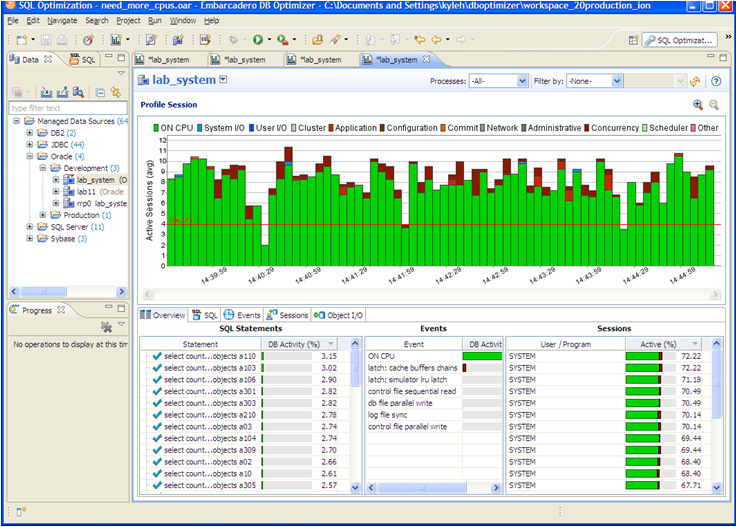 SQL Optimization - need_more_cpus.oar - Embarcadero DB Optimizer - C:\Documents and Settings\kyleh\dboptimizer\workspace_20production_ion
File Edit Navigate Search Project Run Window Help
SQL Optimizat...
Data SQL *lab_system *lab_system *lab_system *lab_system
lab_system Processes: -All- Filter by: -None-
type filter text
Profile Session
Managed Data Sources (64
DB2 (2)
JDBC (44)
Oracle (4)
Development (3)
lab_system (O
lab11 (Oracle
rrp0 lab_syste
Production (1)
SQL Server (11)
Sybase (4)
ON CPU System I/O User I/O Cluster Application Configuration Commit Network Administrative Concurrency Scheduler Other
Active Sessions (avg)
12
11
10
9
8
7
6
5
4
3
2
1
0
14:39:59 14:40:29 14:40:59 14:41:29 14:41:59 14:42:29 14:42:59 14:43:29 14:43:59 14:44:29 14:44:59
Progress
No operations to display at this tim
Overview SQL Events Sessions Object I/O
SQL Statements Events Sessions
Statement DB Activity (%) Event DB Activit User / Program Active (%)
select count...objects a110 3.15 ON CPU SYSTEM 72.22
select count...objects a103 3.02 latch: cache buffers chains SYSTEM 72.22
select count...objects a106 2.90 latch: simulator lru latch SYSTEM 71.18
select count...objects a301 2.82 control file sequential read SYSTEM 70.49
select count...objects a303 2.82 db file parallel write SYSTEM 70.49
select count...objects a210 2.78 log file sync SYSTEM 70.14
select count...objects a03 2.74 control file parallel write SYSTEM 70.14
select count...objects a104 2.74 SYSTEM 69.44
select count...objects a309 2.70 SYSTEM 69.44
select count...objects a02 2.66 SYSTEM 68.40
select count...objects a10 2.61 SYSTEM 68.40
select count...objects a305 2.57 SYSTEM 67.71